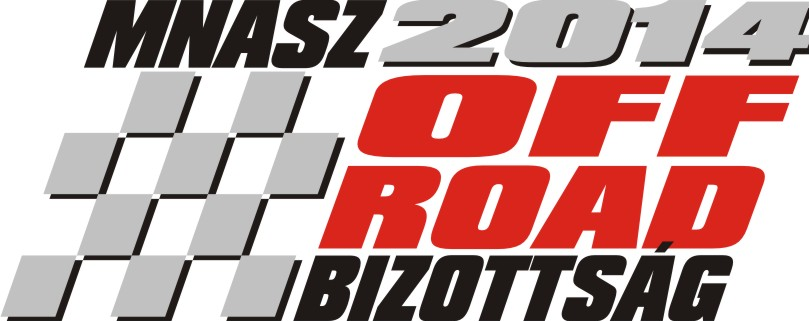 MNASZ 2014
OFF
ROAD
BIZOTTSÁG